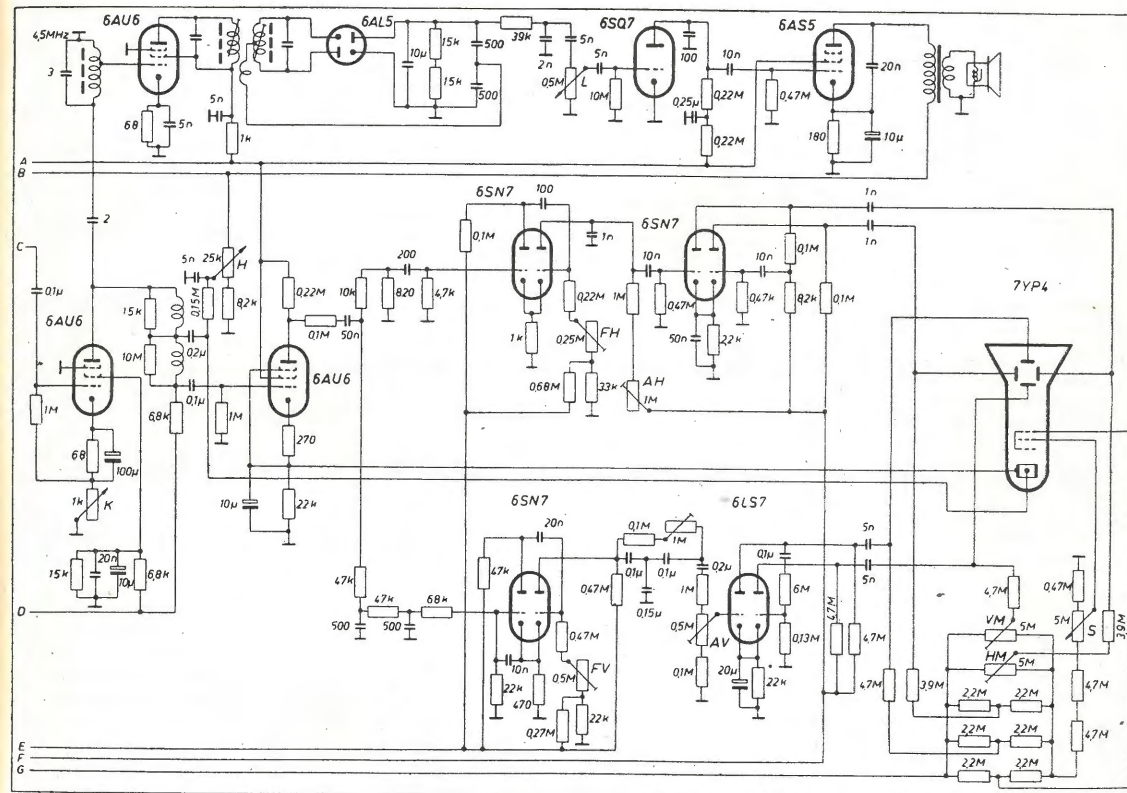 6AU6 6AL5 6SQ7 6AS5
4,5MHz 3
68 5n 5n 1k
10µ 15k 15k 500 500
39k 2n 5n 0,5M L 5n 10M
100 0,25µ 0,22M 0,22M 10n
0,47M 180 20n 10µ
A
B
C
2
5n 25k H
0,1µ
6AU6
15k 0,15M 8,2k
10M 0,2µ
0,1µ
1M 6,8k 1M
68 100µ
1k K
15k 20n 10µ 6,8k
D
0,22M
0,1M 50n
6AU6
270
10µ 22k
10k 200 820 4,7k
6SN7 100
0,1M 1n
1k 0,22M
0,25M FH
0,68M 33k
1M
AH
1M
6SN7
10n 0,47M 0,47k 10n
0,1M 8,2k 0,1M
50n 22k
1n
1n
7YP4
47k
500 47k 500 68k
6SN7 20n
47k
10n 22k 470
0,47M
0,5M FV
0,27M 22k
0,47M
0,1M 1M
0,1µ 0,1µ 0,15µ
0,2µ
1M
0,5M AV
0,1M
6LS7
0,1µ
6M
0,13M
20µ 22k
4,7M 4,7M
5n
5n
4,7M 3,9M
4,7M
VM 5M
HM 5M
0,47M
5M S
3,9M
2,2M 2,2M
4,7M
2,2M 2,2M
4,7M
2,2M 2,2M
E
F
G